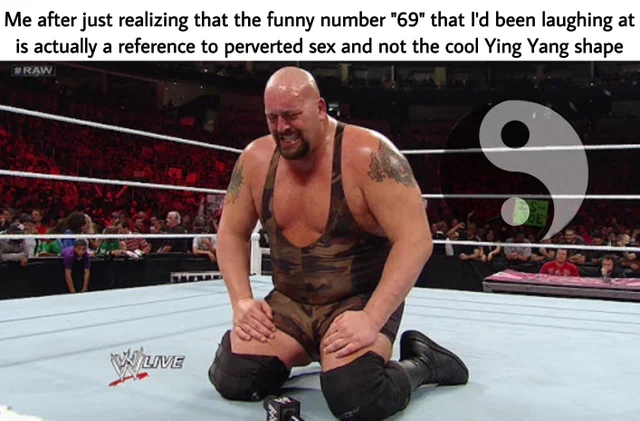 Me after just realizing that the funny number "69" that I'd been laughing at
is actually a reference to perverted sex and not the cool Ying Yang shape
#RAW
W LIVE